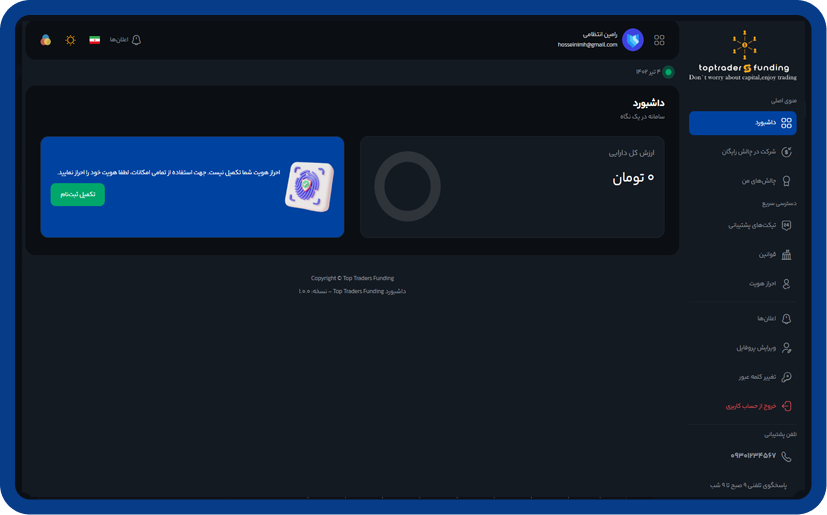 toptrader funding
Don't worry about capital,enjoy trading
منوی اصلی
داشبورد
شرکت در چالش رایگان
چالش‌های من
دسترسی سریع
تیکت‌های پشتیبانی
قوانین
احراز هویت
اعلان‌ها
ویرایش پروفایل
تغییر کلمه عبور
خروج از حساب کاربری
تلفن پشتیبانی
۰۹۳۰۱۲۳۴۵۶۷
پاسخگوی تلفنی ۹ صبح تا ۹ شب
رامین انتظامی
hosseinimh@gmail.com
اعلان‌ها
۴ تیر ۱۴۰۲
داشبورد
سامانه در یک نگاه
ارزش کل دارایی
۰ تومان
احراز هویت شما تکمیل نیست. جهت استفاده از تمامی امکانات، لطفا هویت خود را احراز نمایید.
تکمیل ثبت‌نام
Copyright © Top Traders Funding
داشبورد Top Traders Funding - نسخه: ۱.۰.۰